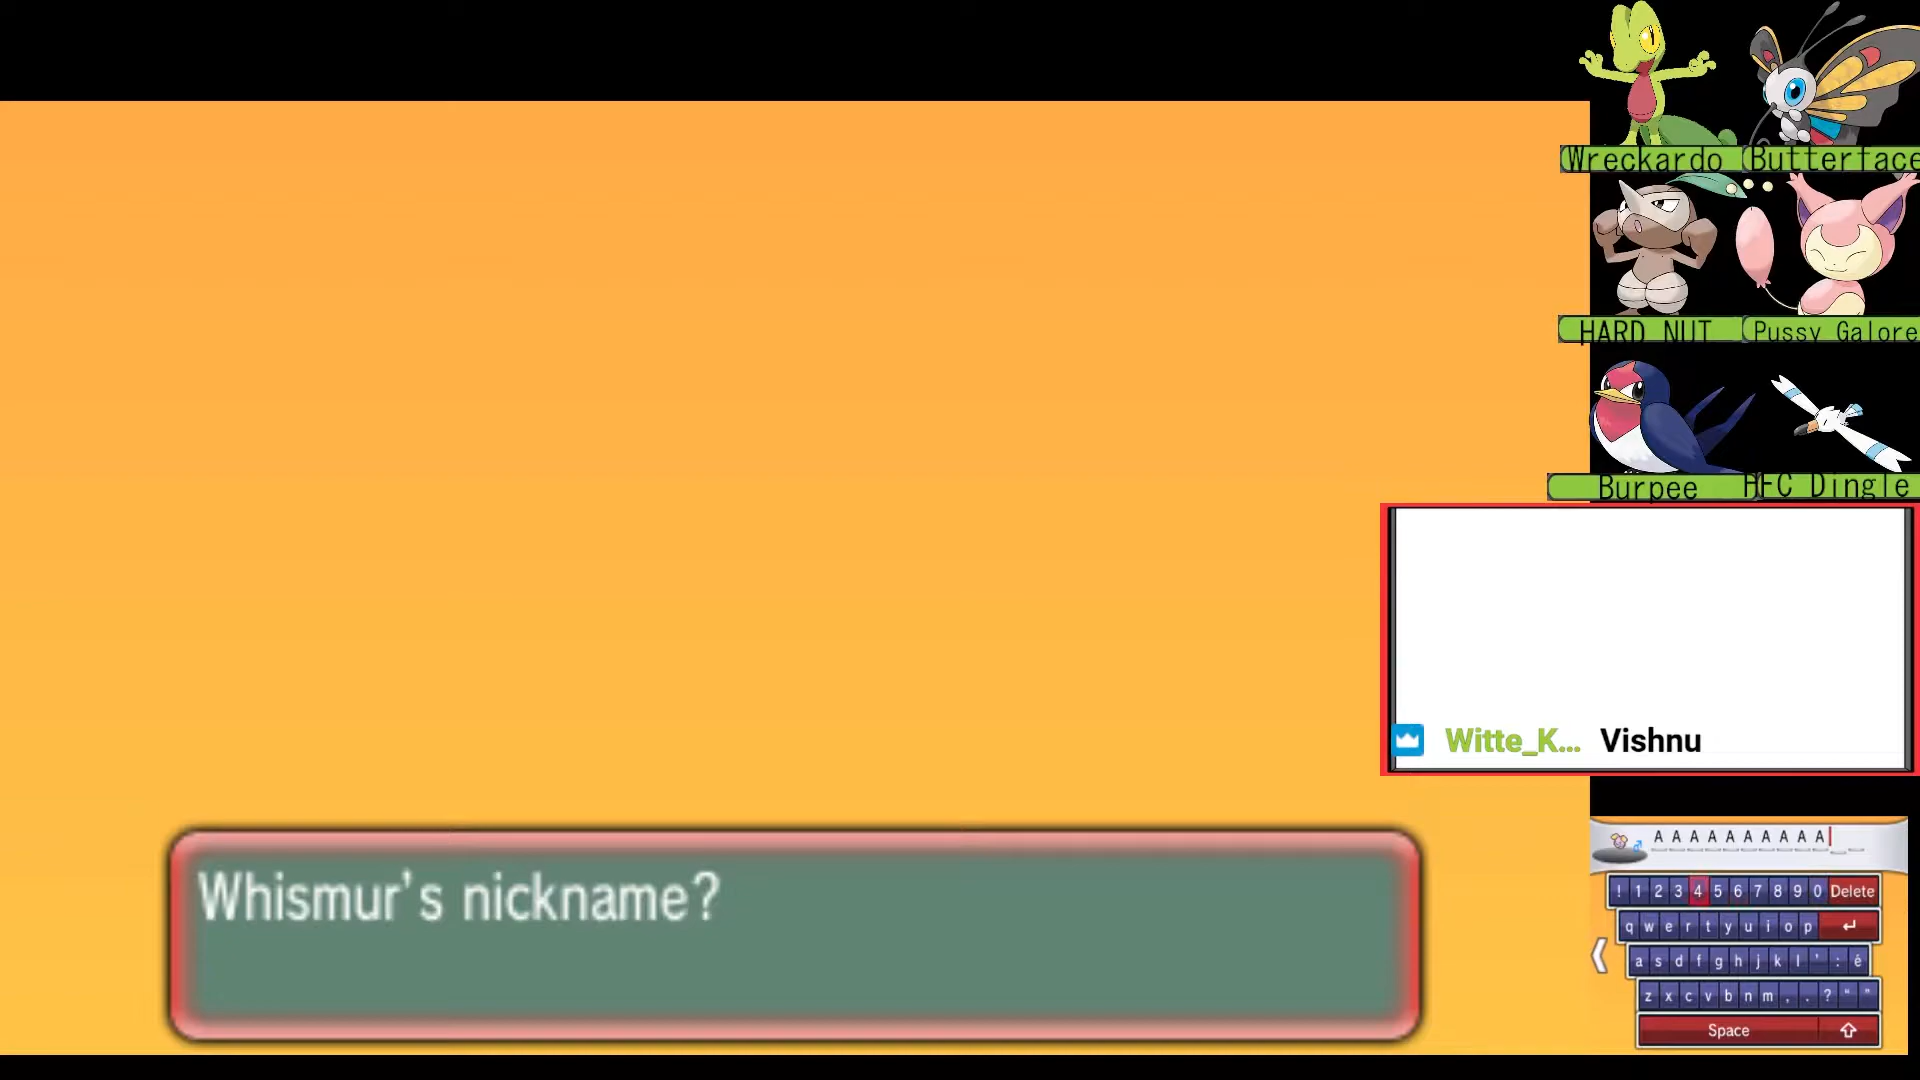 Wreckardo Butterface
HARD NUT Pussy Galore
Burpee HFC Dingle
Witte_K... Vishnu
Whismur's nickname?
A A A A A A A A A A
! 1 2 3 4 5 6 7 8 9 0 Delete
q w e r t y u i o p
a s d f g h j k l ' : é
z x c v b n m , . ? “ ”
Space